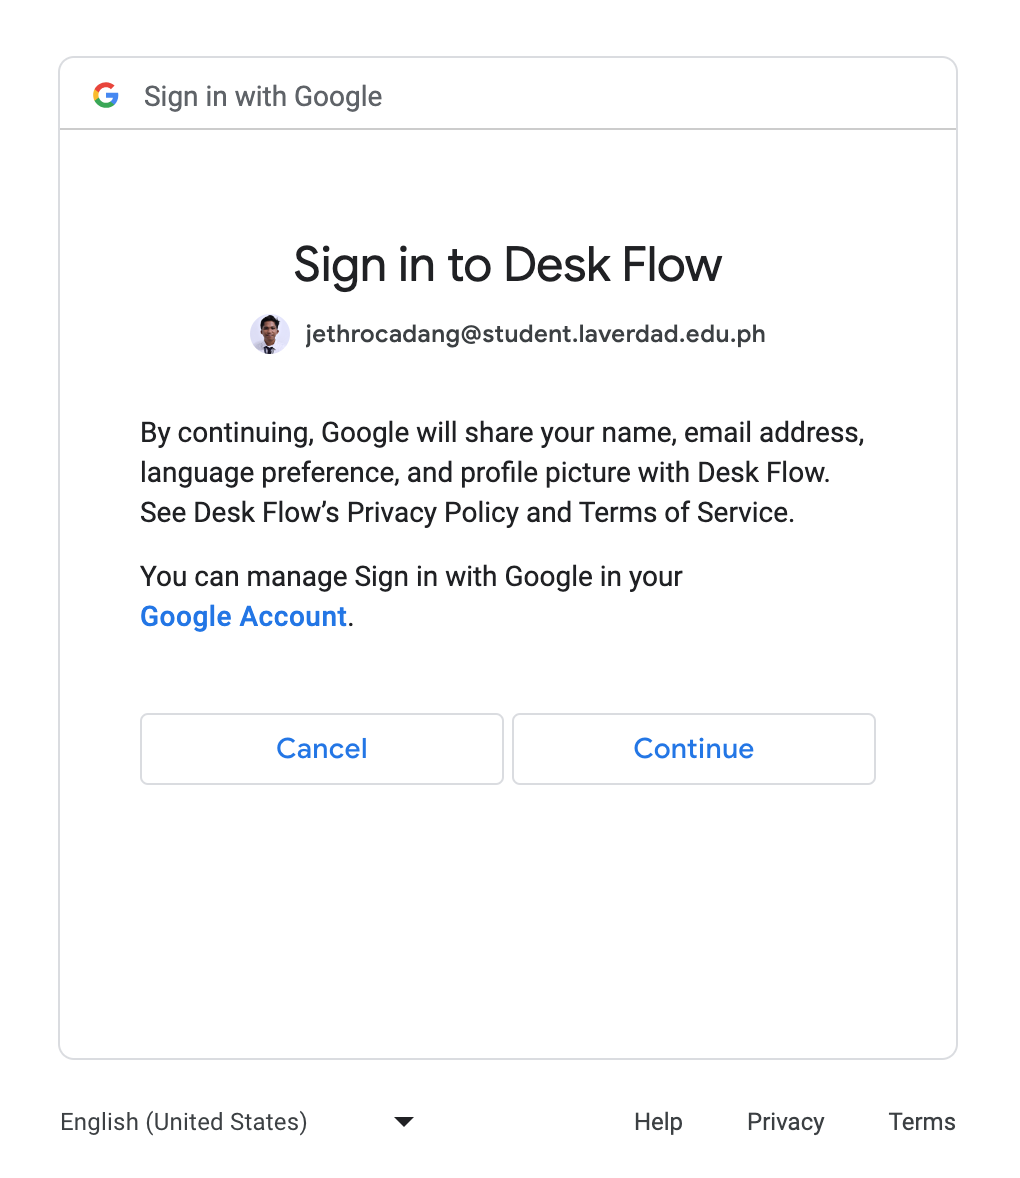 Sign in with Google
Sign in to Desk Flow
jethrocadang@student.laverdad.edu.ph
By continuing, Google will share your name, email address,
language preference, and profile picture with Desk Flow.
See Desk Flow’s Privacy Policy and Terms of Service.
You can manage Sign in with Google in your
Google Account.
Cancel Continue
English (United States) Help Privacy Terms